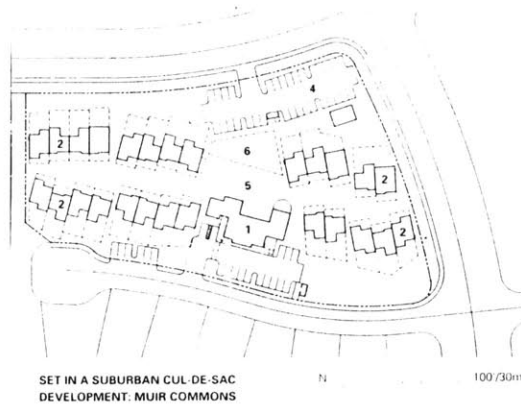 4
2
6
2
5
2
1
2
SET IN A SUBURBAN CUL-DE-SAC
DEVELOPMENT: MUIR COMMONS
N
100'/30m